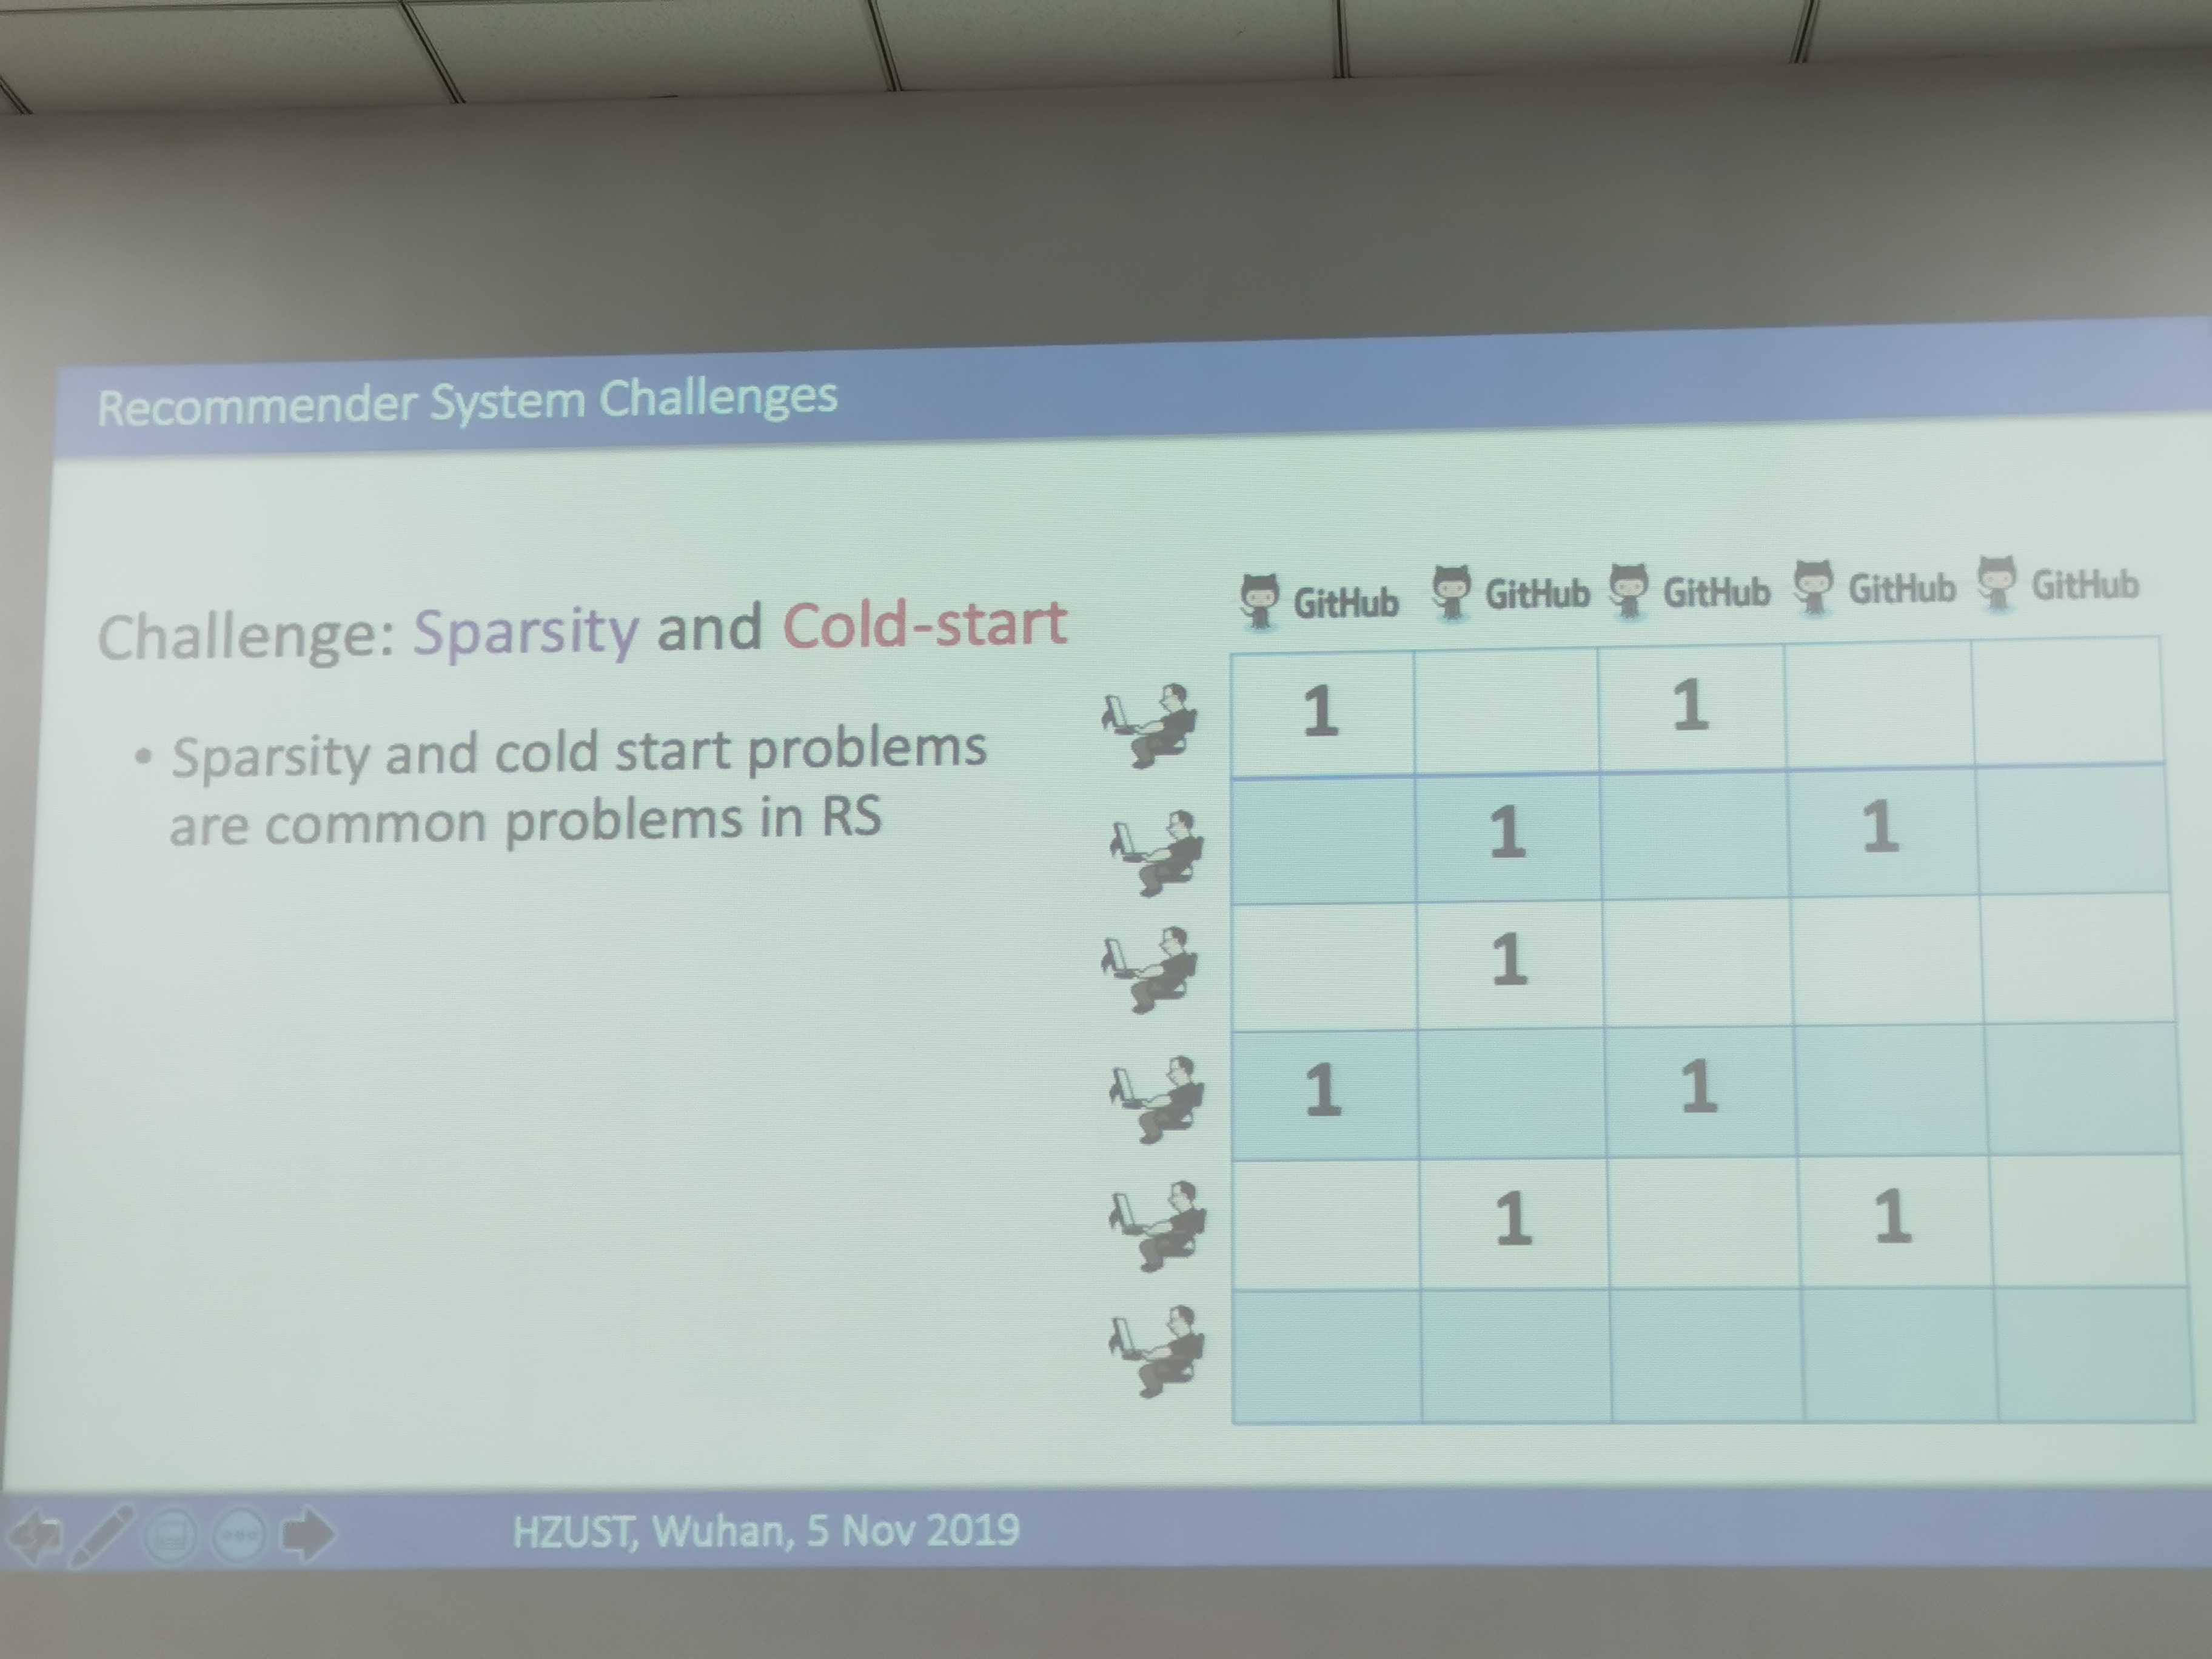 Recommender System Challenges
Challenge: Sparsity and Cold-start
• Sparsity and cold start problems
are common problems in RS
GitHub GitHub GitHub GitHub GitHub
1 1
1 1
1
1 1
1 1
HZUST, Wuhan, 5 Nov 2019